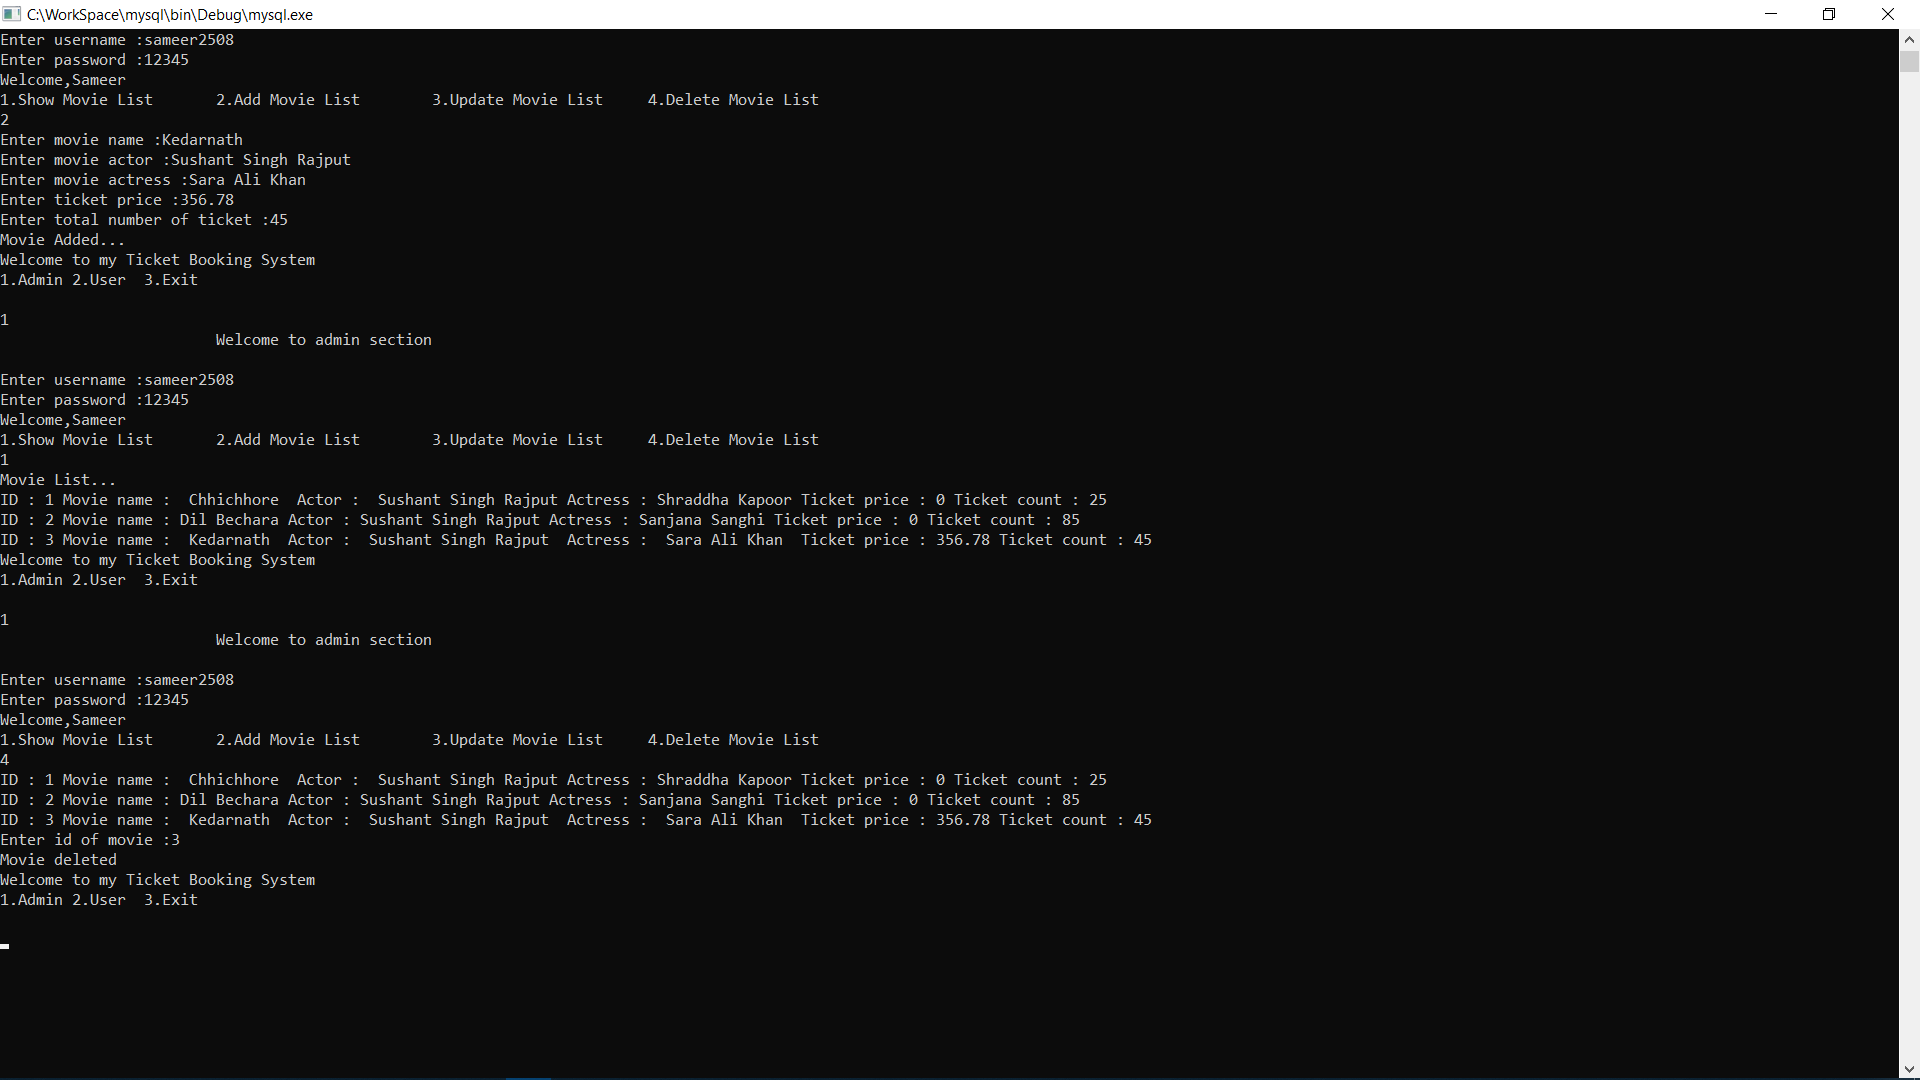 C:\WorkSpace\mysql\bin\Debug\mysql.exe
Enter username :sameer2508
Enter password :12345
Welcome,Sameer
1.Show Movie List       2.Add Movie List        3.Update Movie List     4.Delete Movie List
2
Enter movie name :Kedarnath
Enter movie actor :Sushant Singh Rajput
Enter movie actress :Sara Ali Khan
Enter ticket price :356.78
Enter total number of ticket :45
Movie Added...
Welcome to my Ticket Booking System
1.Admin 2.User  3.Exit
1
                        Welcome to admin section
Enter username :sameer2508
Enter password :12345
Welcome,Sameer
1.Show Movie List       2.Add Movie List        3.Update Movie List     4.Delete Movie List
1
Movie List...
ID : 1 Movie name :  Chhichhore  Actor :  Sushant Singh Rajput Actress : Shraddha Kapoor Ticket price : 0 Ticket count : 25
ID : 2 Movie name : Dil Bechara Actor : Sushant Singh Rajput Actress : Sanjana Sanghi Ticket price : 0 Ticket count : 85
ID : 3 Movie name :  Kedarnath  Actor :  Sushant Singh Rajput  Actress :  Sara Ali Khan  Ticket price : 356.78 Ticket count : 45
Welcome to my Ticket Booking System
1.Admin 2.User  3.Exit
1
                        Welcome to admin section
Enter username :sameer2508
Enter password :12345
Welcome,Sameer
1.Show Movie List       2.Add Movie List        3.Update Movie List     4.Delete Movie List
4
ID : 1 Movie name :  Chhichhore  Actor :  Sushant Singh Rajput Actress : Shraddha Kapoor Ticket price : 0 Ticket count : 25
ID : 2 Movie name : Dil Bechara Actor : Sushant Singh Rajput Actress : Sanjana Sanghi Ticket price : 0 Ticket count : 85
ID : 3 Movie name :  Kedarnath  Actor :  Sushant Singh Rajput  Actress :  Sara Ali Khan  Ticket price : 356.78 Ticket count : 45
Enter id of movie :3
Movie deleted
Welcome to my Ticket Booking System
1.Admin 2.User  3.Exit